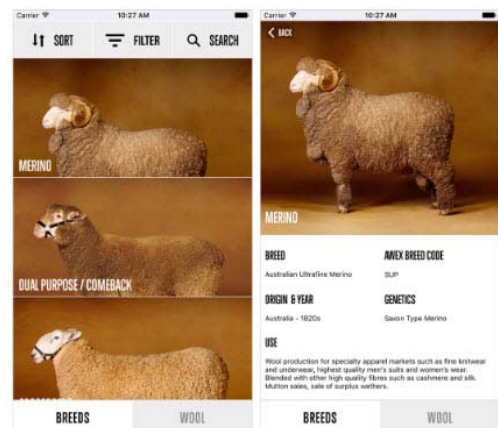 Carrier 10:27 AM
SORT FILTER SEARCH
MERINO
DUAL PURPOSE / COMEBACK
BREEDS WOOL
Carrier 10:27 AM
BACK
MERINO
BREED AWEX BREED CODE
Australian Ultrafine Merino SUP
ORIGIN & YEAR GENETICS
Australia - 1820s Saxon Type Merino
USE
Wool production for specialty apparel markets such as fine knitwear
and underwear, highest quality men's suits and women's wear.
Blended with other high quality fibres such as cashmere and silk.
Mutton sales, sale of surplus wethers.
BREEDS WOOL